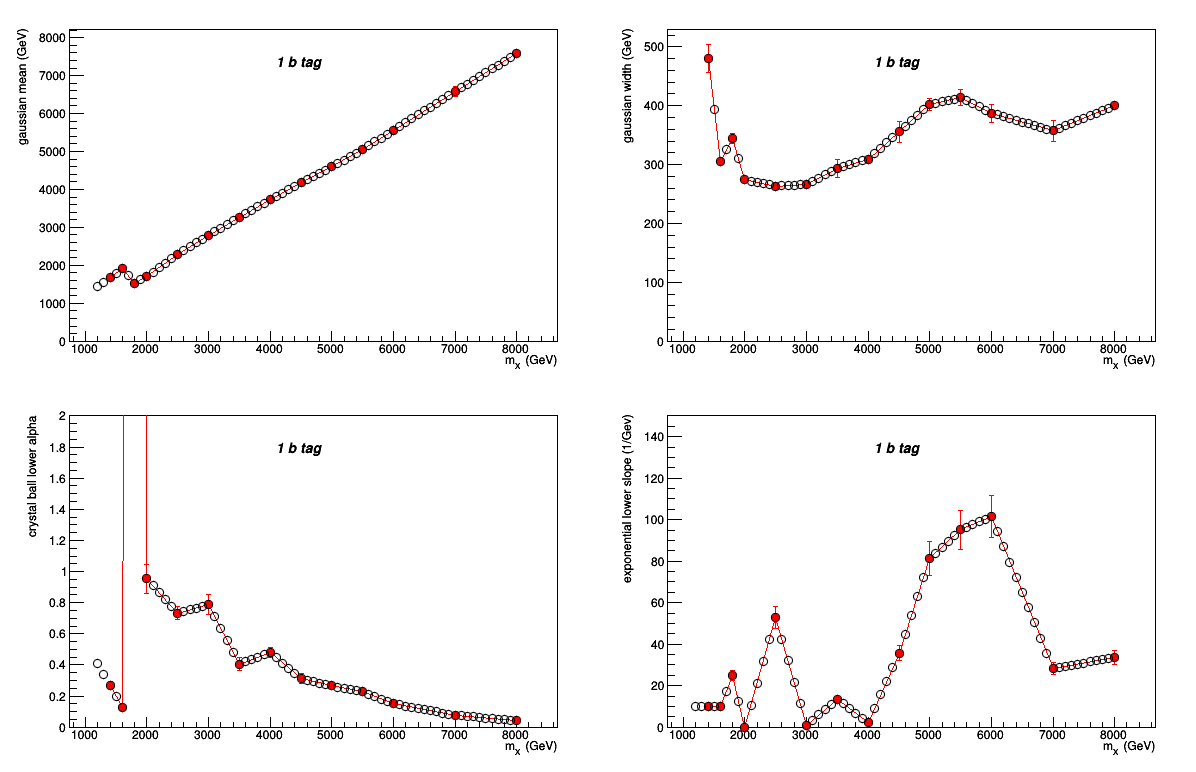 gaussian mean (GeV)
8000
7000
6000
5000
4000
3000
2000
1000
0
1 b tag
1000 2000 3000 4000 5000 6000 7000 8000
mx (GeV)
gaussian width (GeV)
500
400
300
200
100
0
1 b tag
1000 2000 3000 4000 5000 6000 7000 8000
mx (GeV)
crystal ball lower alpha
2
1.8
1.6
1.4
1.2
1
0.8
0.6
0.4
0.2
0
1 b tag
1000 2000 3000 4000 5000 6000 7000 8000
mx (GeV)
exponential lower slope (1/Gev)
140
120
100
80
60
40
20
0
1 b tag
1000 2000 3000 4000 5000 6000 7000 8000
mx (GeV)